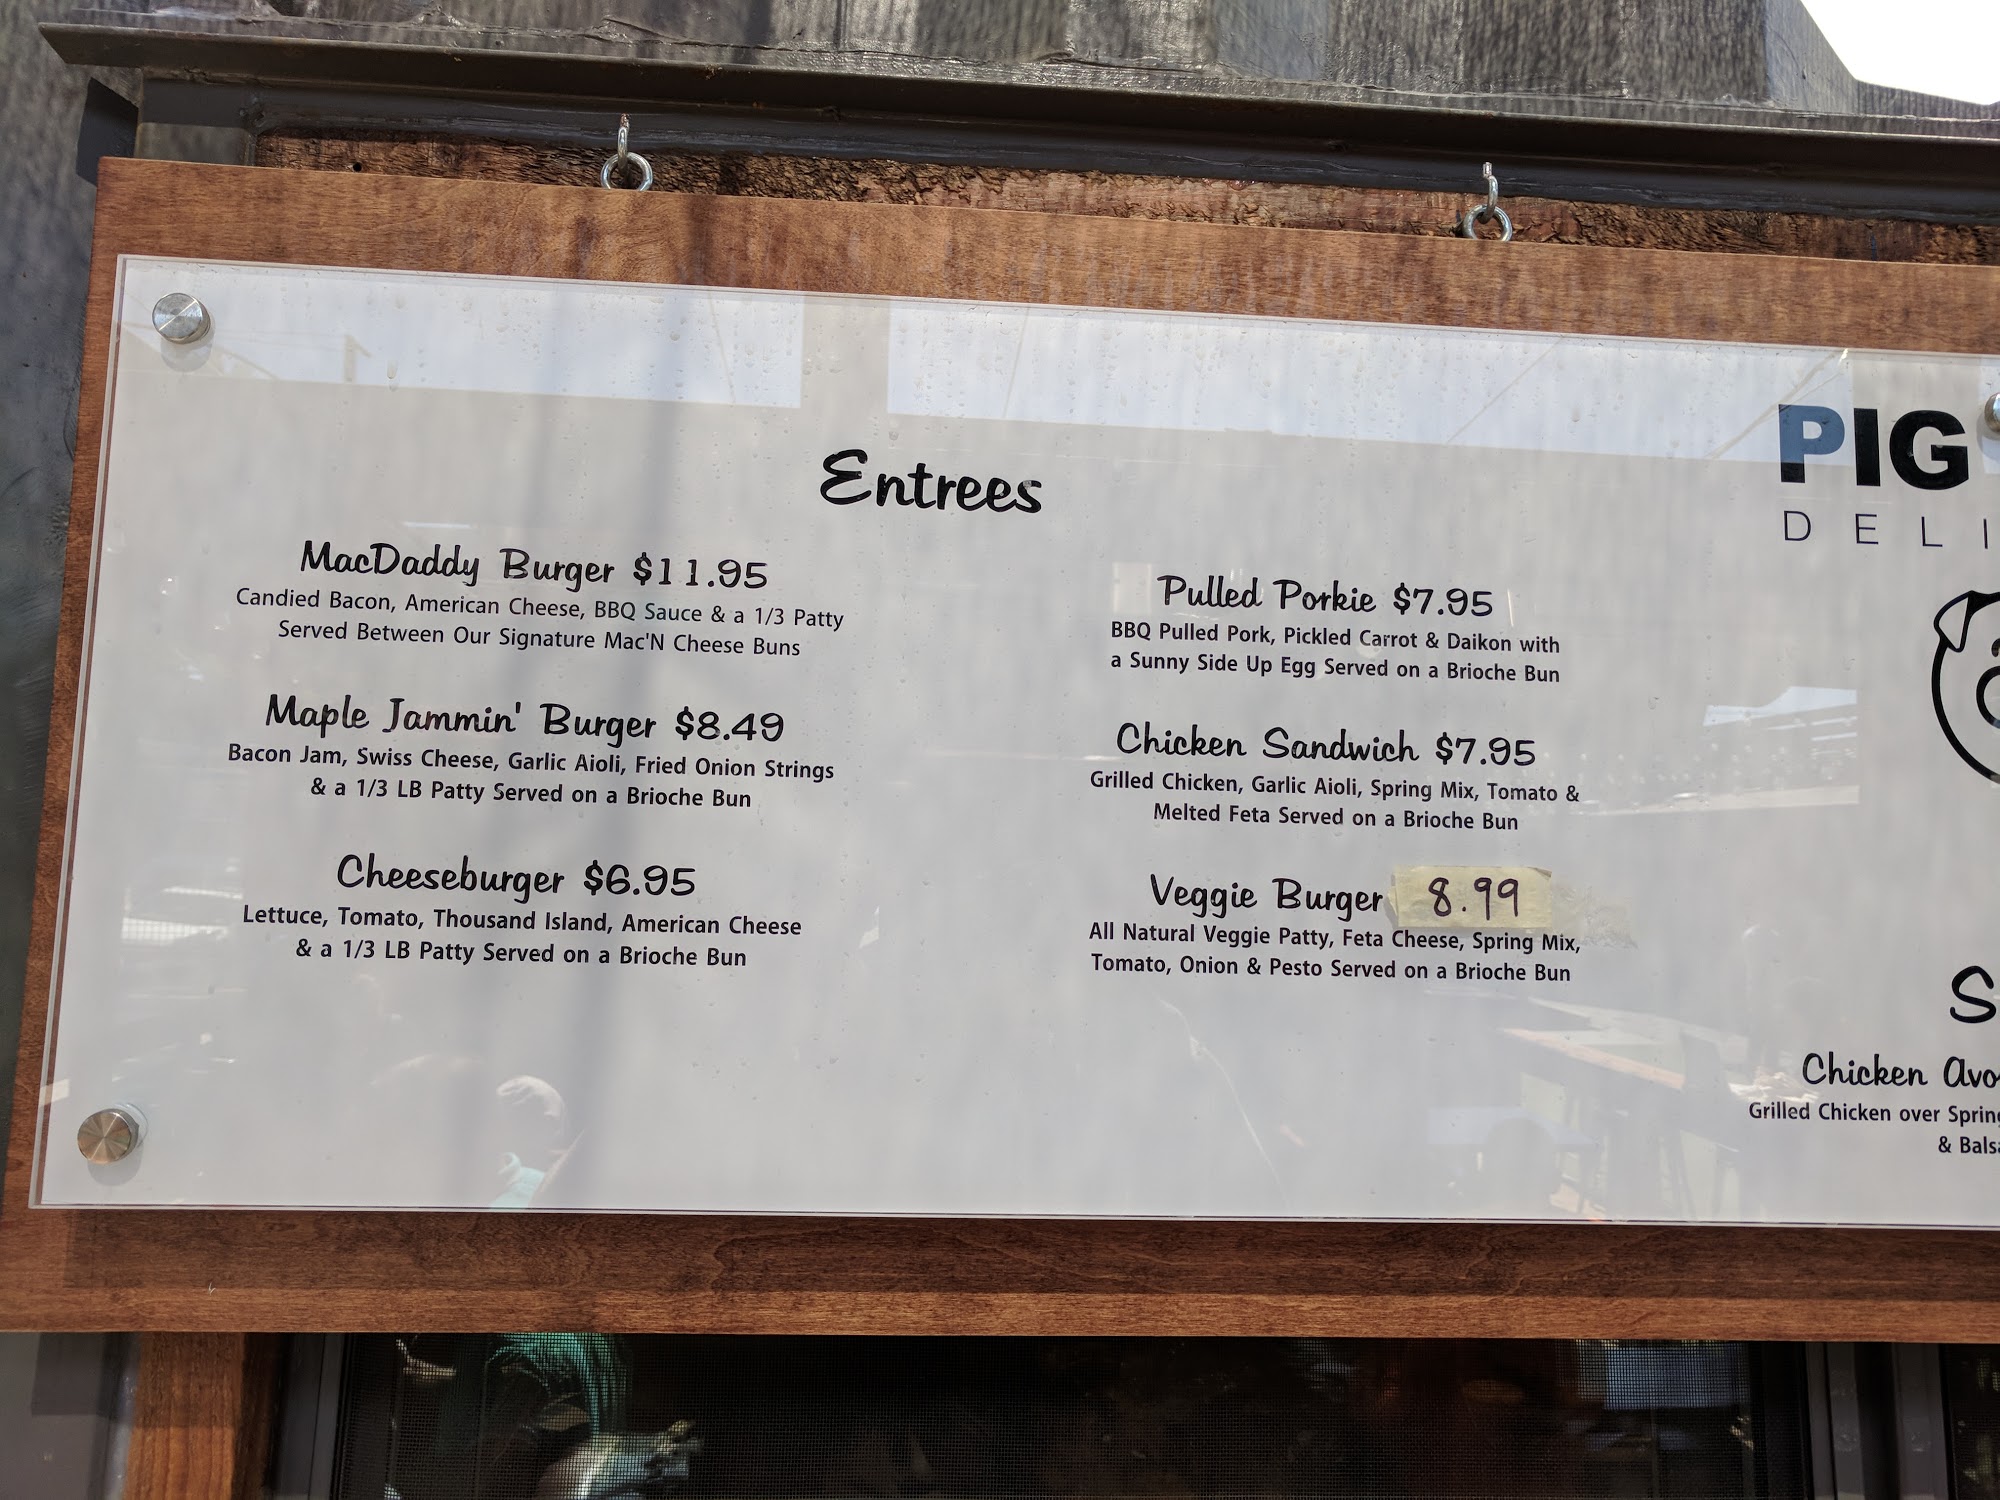 Entrees
MacDaddy Burger $11.95
Candied Bacon, American Cheese, BBQ Sauce & a 1/3 Patty
Served Between Our Signature Mac'N Cheese Buns
Maple Jammin' Burger $8.49
Bacon Jam, Swiss Cheese, Garlic Aioli, Fried Onion Strings
& a 1/3 LB Patty Served on a Brioche Bun
Cheeseburger $6.95
Lettuce, Tomato, Thousand Island, American Cheese
& a 1/3 LB Patty Served on a Brioche Bun
Pulled Porkie $7.95
BBQ Pulled Pork, Pickled Carrot & Daikon with
a Sunny Side Up Egg Served on a Brioche Bun
Chicken Sandwich $7.95
Grilled Chicken, Garlic Aioli, Spring Mix, Tomato &
Melted Feta Served on a Brioche Bun
Veggie Burger 8.99
All Natural Veggie Patty, Feta Cheese, Spring Mix,
Tomato, Onion & Pesto Served on a Brioche Bun
PIG
DELI
S
Chicken Avo
Grilled Chicken over Spring
& Bals